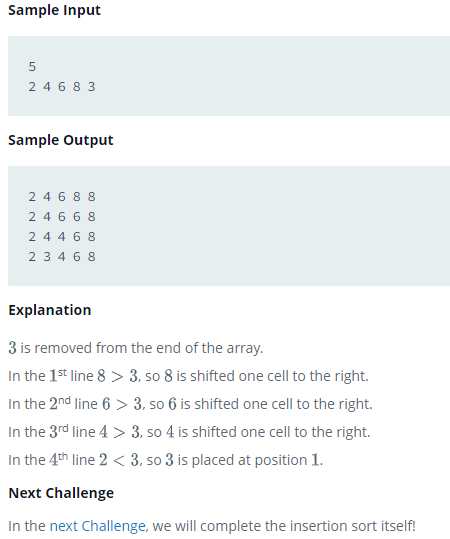 Sample Input
5
2 4 6 8 3
Sample Output
2 4 6 8 8
2 4 6 6 8
2 4 4 6 8
2 3 4 6 8
Explanation
3 is removed from the end of the array.
In the 1st line 8 > 3, so 8 is shifted one cell to the right.
In the 2nd line 6 > 3, so 6 is shifted one cell to the right.
In the 3rd line 4 > 3, so 4 is shifted one cell to the right.
In the 4th line 2 < 3, so 3 is placed at position 1.
Next Challenge
In the next Challenge, we will complete the insertion sort itself!